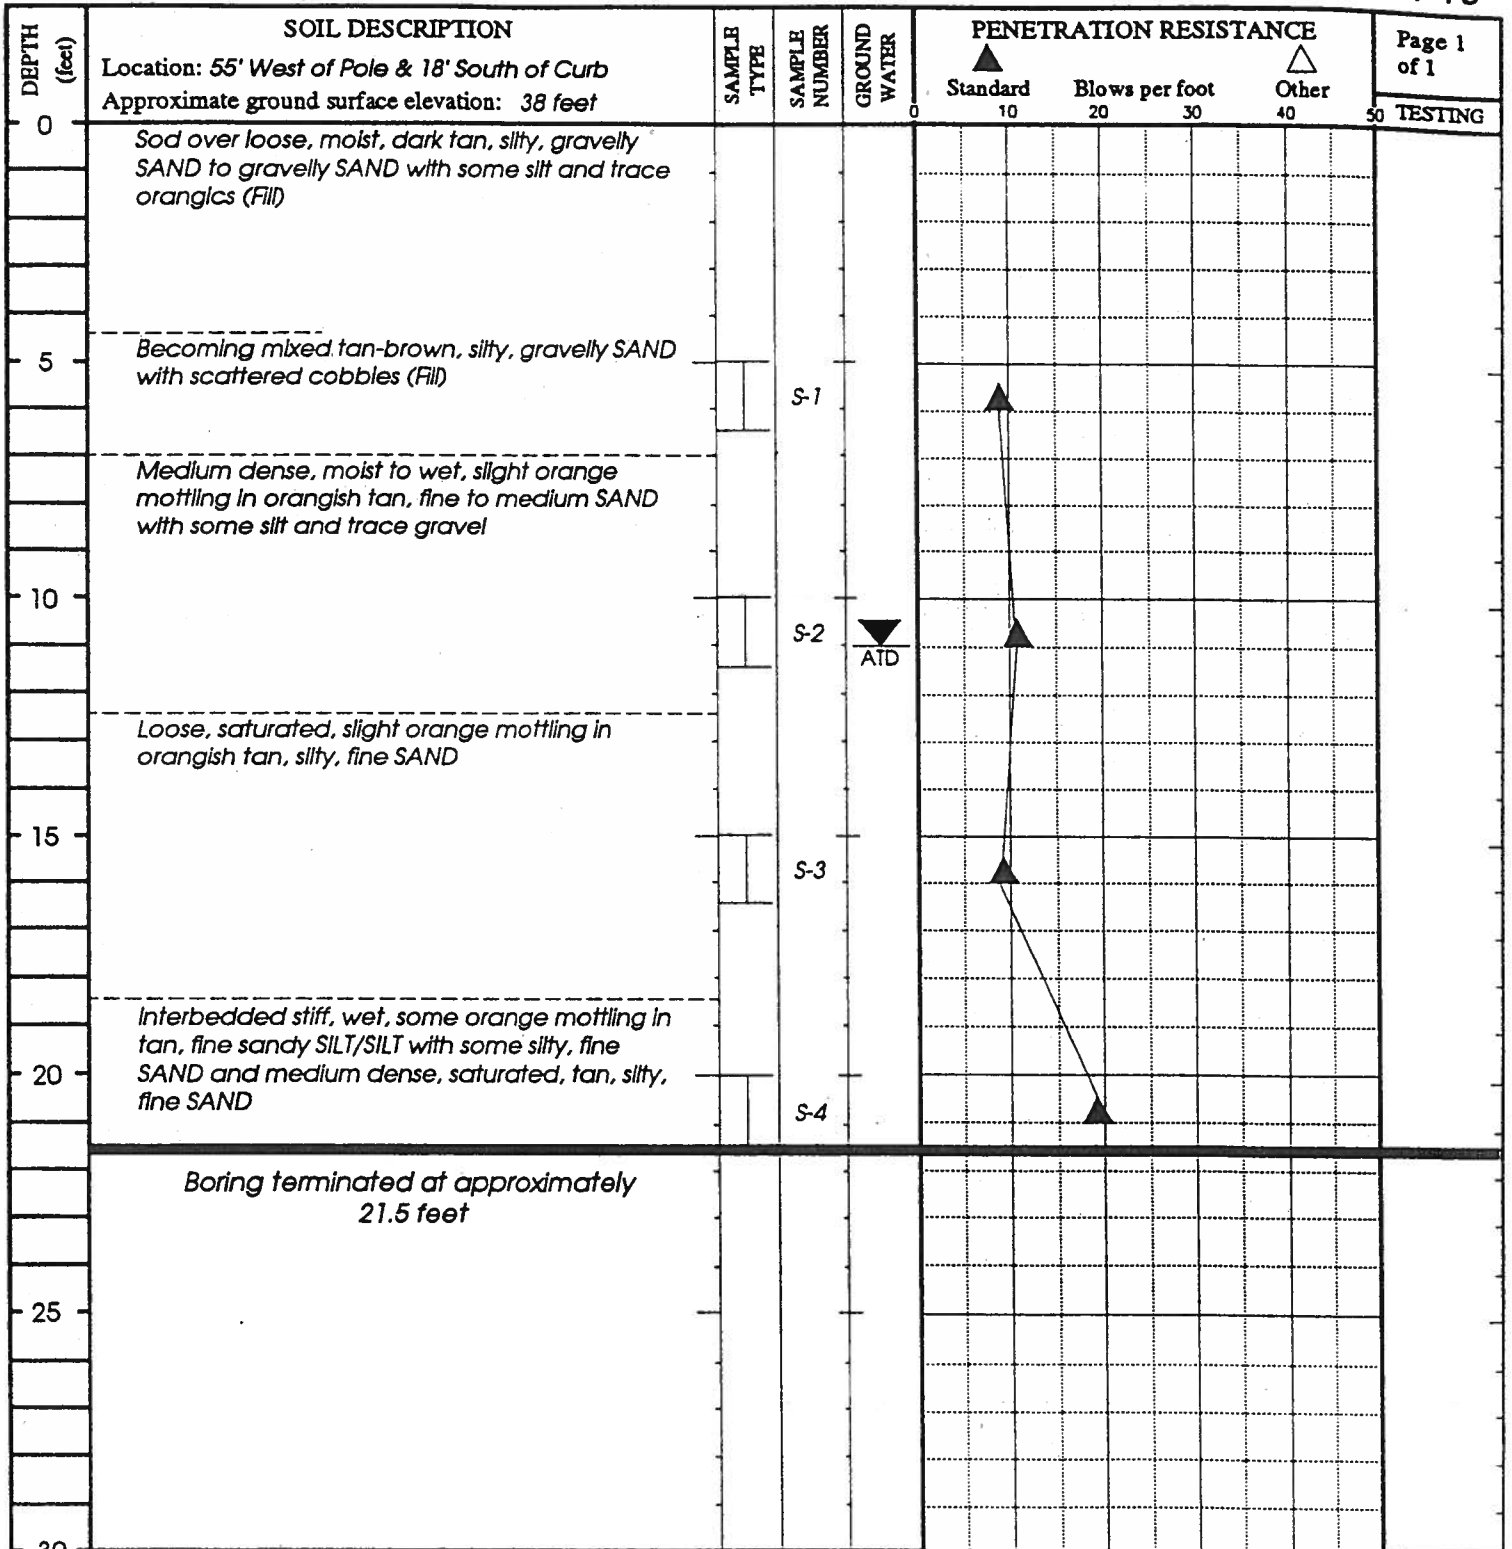 DEPTH
(feet)
SOIL DESCRIPTION
Location: 55' West of Pole & 18' South of Curb
Approximate ground surface elevation: 38 feet
SAMPLE
TYPE
SAMPLE
NUMBER
GROUND
WATER
PENETRATION RESISTANCE
Standard Blows per foot Other
0 10 20 30 40 50
Page 1
of 1
TESTING
0
Sod over loose, moist, dark tan, silty, gravelly
SAND to gravelly SAND with some silt and trace
orangics (Fill)
5
Becoming mixed tan-brown, silty, gravelly SAND
with scattered cobbles (Fill)
S-1
Medium dense, moist to wet, slight orange
mottling in orangish tan, fine to medium SAND
with some silt and trace gravel
10
S-2
ATD
Loose, saturated, slight orange mottling in
orangish tan, silty, fine SAND
15
S-3
Interbedded stiff, wet, some orange mottling in
tan, fine sandy SILT/SILT with some silty, fine
SAND and medium dense, saturated, tan, silty,
fine SAND
20
S-4
Boring terminated at approximately
21.5 feet
25
30